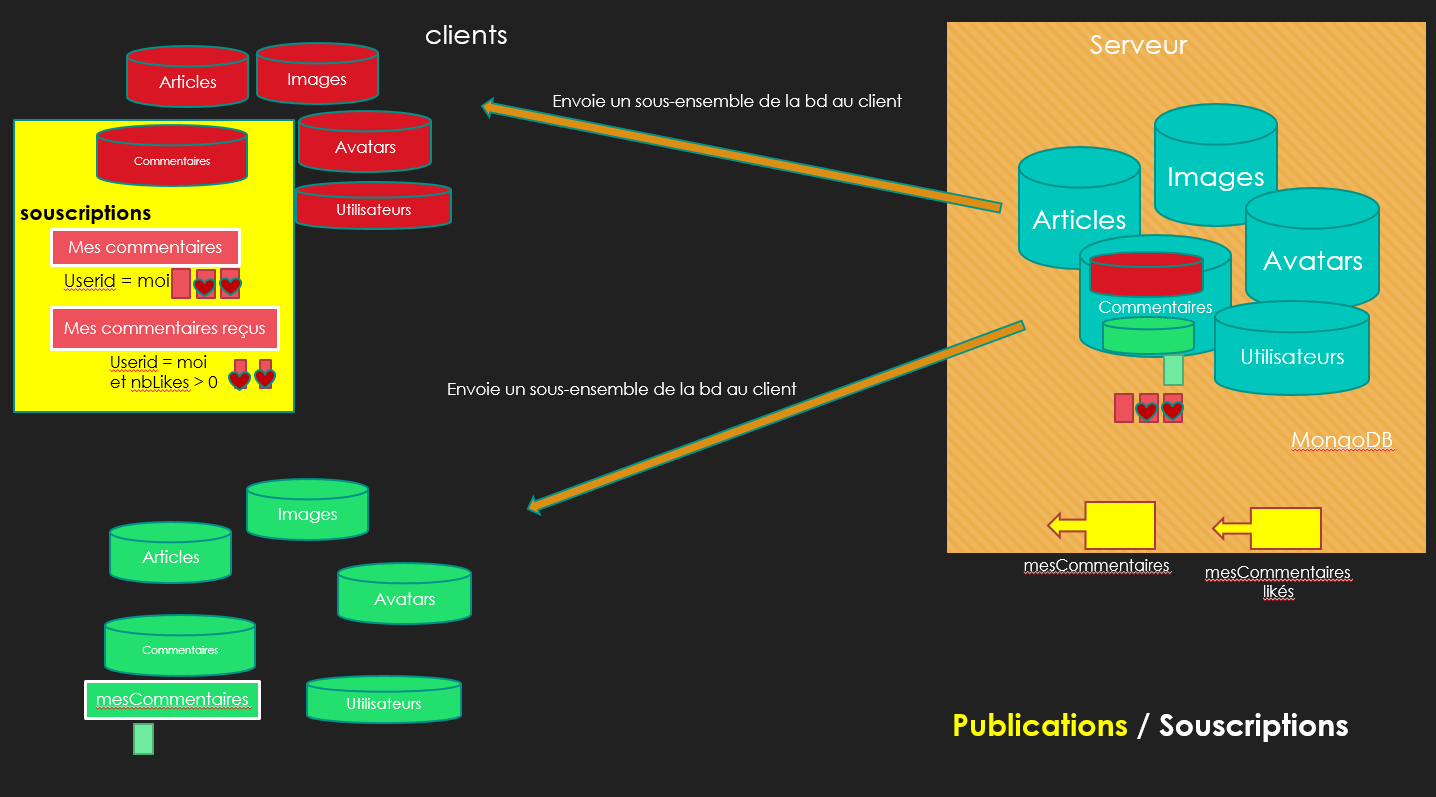 clients
Articles
Images
Avatars
Commentaires
Utilisateurs
souscriptions
Mes commentaires
Userid = moi
Mes commentaires reçus
Userid = moi
et nbLikes > 0
Envoie un sous-ensemble de la bd au client
Envoie un sous-ensemble de la bd au client
Serveur
Images
Articles
Avatars
Commentaires
Utilisateurs
MongoDB
mesCommentaires
mesCommentaires
likés
Images
Articles
Avatars
Commentaires
mesCommentaires
Utilisateurs
Publications / Souscriptions